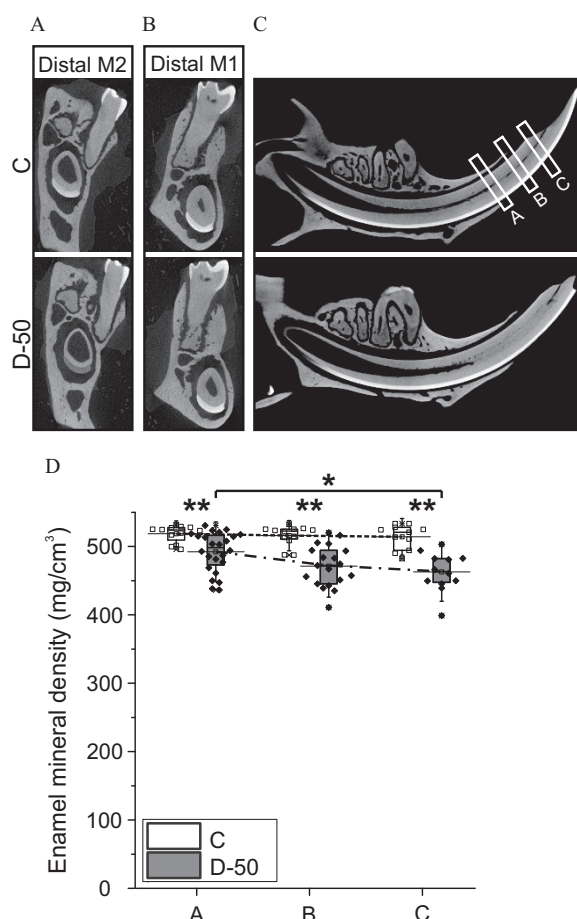 A
B
C
Distal M2
Distal M1
C
D-50
A
B
C
D
*
** ** **
Enamel mineral density (mg/cm³)
500
400
300
200
100
0
C
D-50
A
B
C